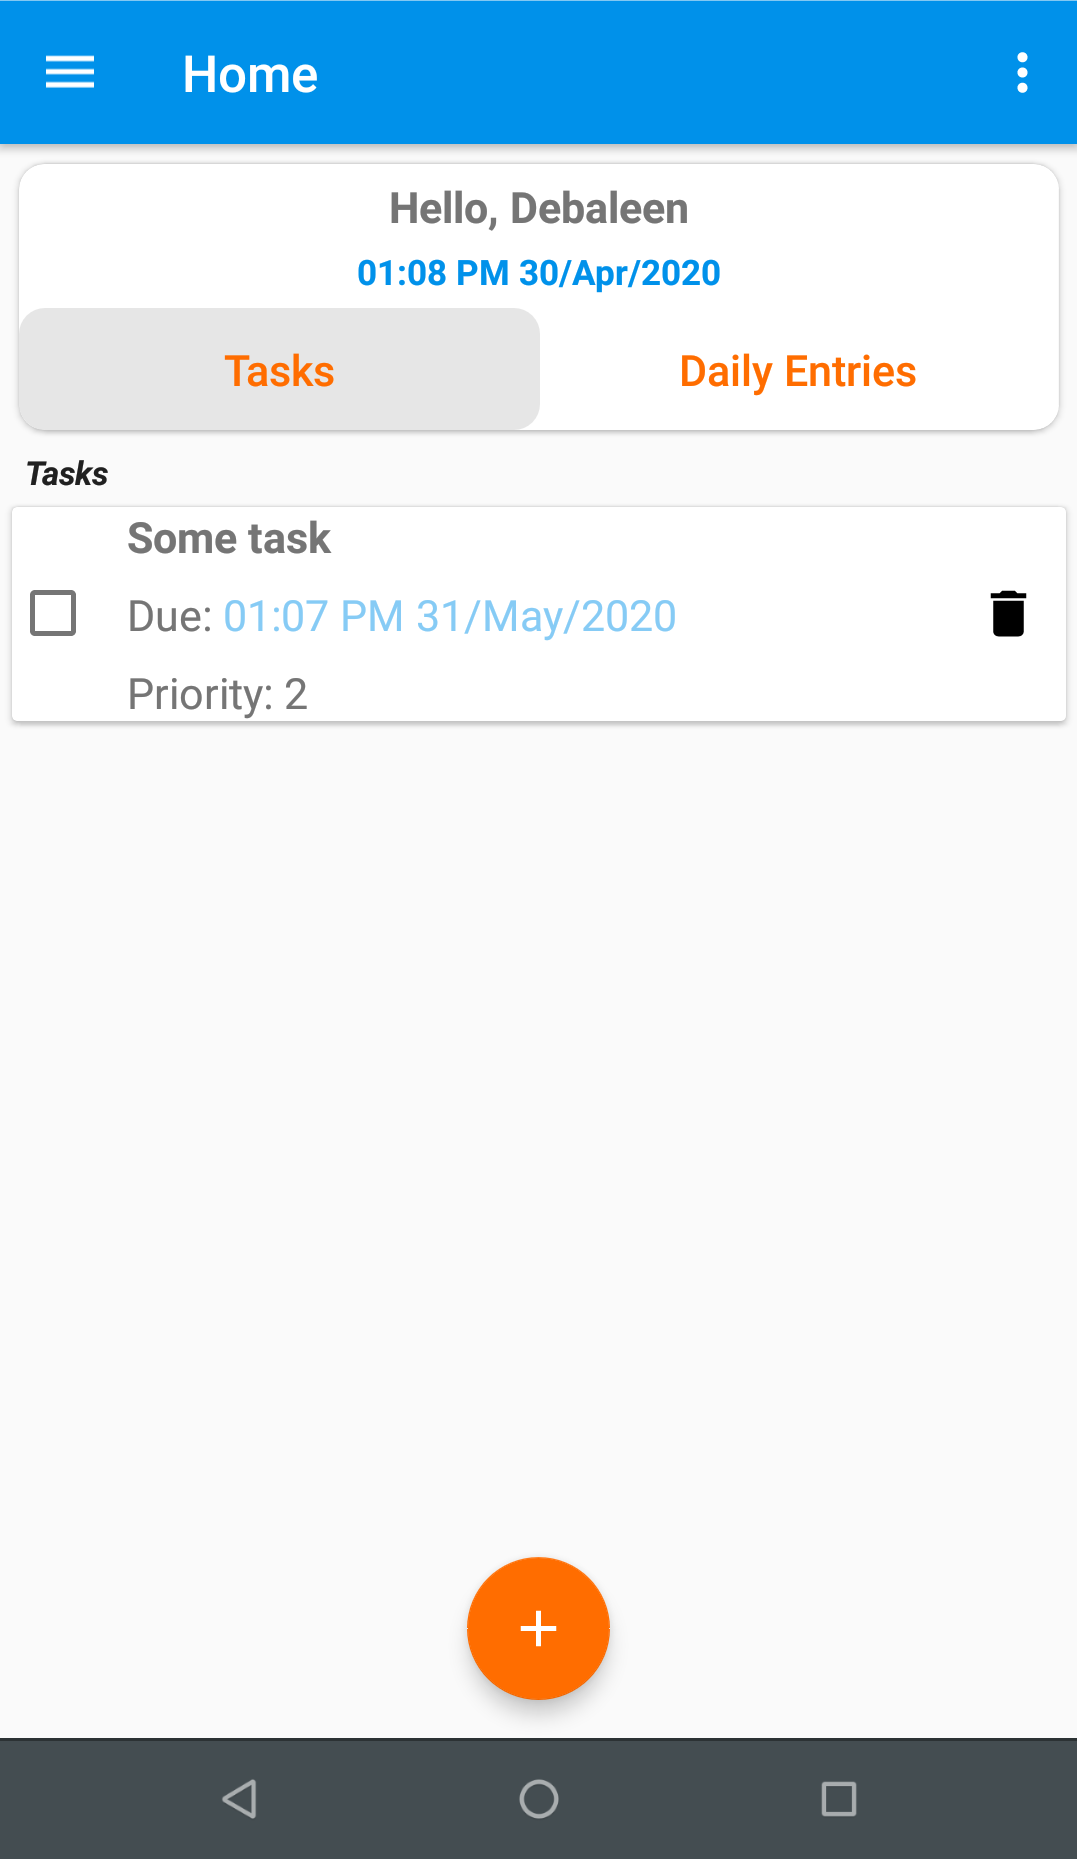 Home
Hello, Debaleen
01:08 PM 30/Apr/2020
Tasks
Daily Entries
Tasks
Some task
Due: 01:07 PM 31/May/2020
Priority: 2